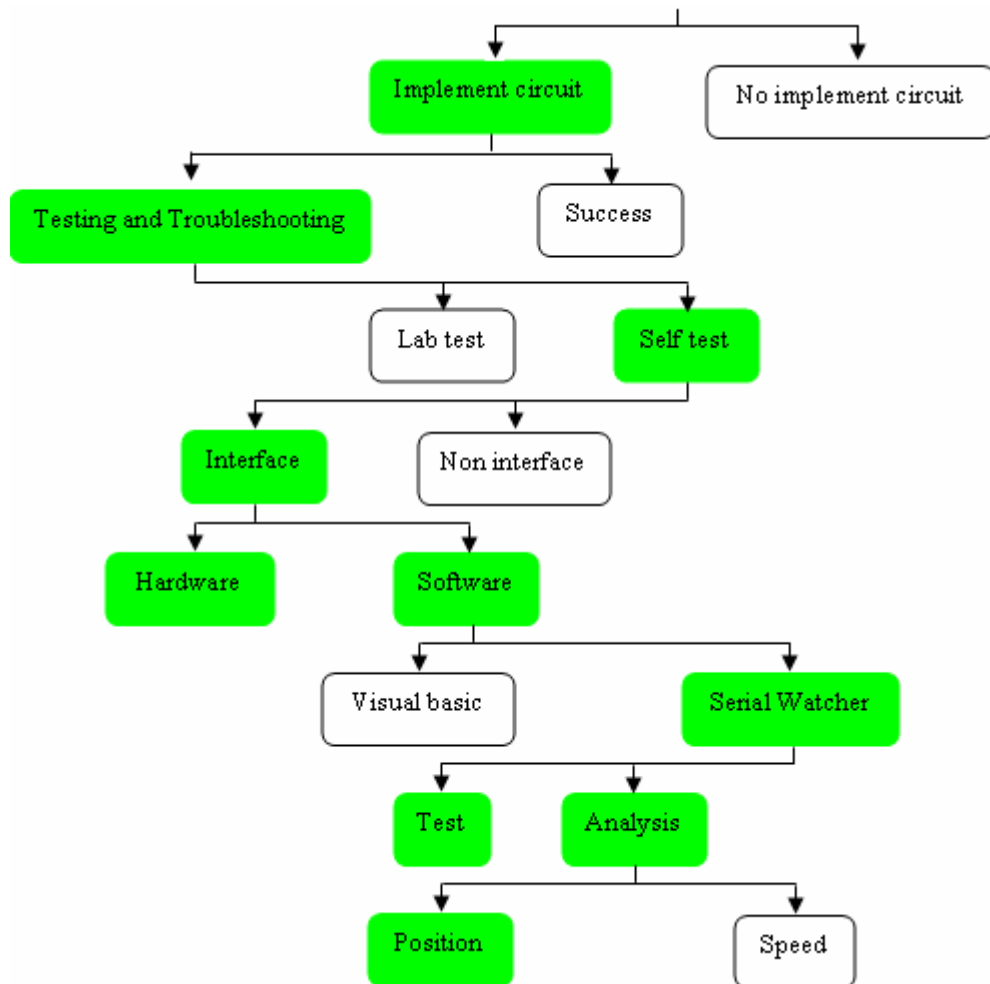 Implement circuit
No implement circuit
Testing and Troubleshooting
Success
Lab test
Self test
Interface
Non interface
Hardware
Software
Visual basic
Serial Watcher
Test
Analysis
Position
Speed